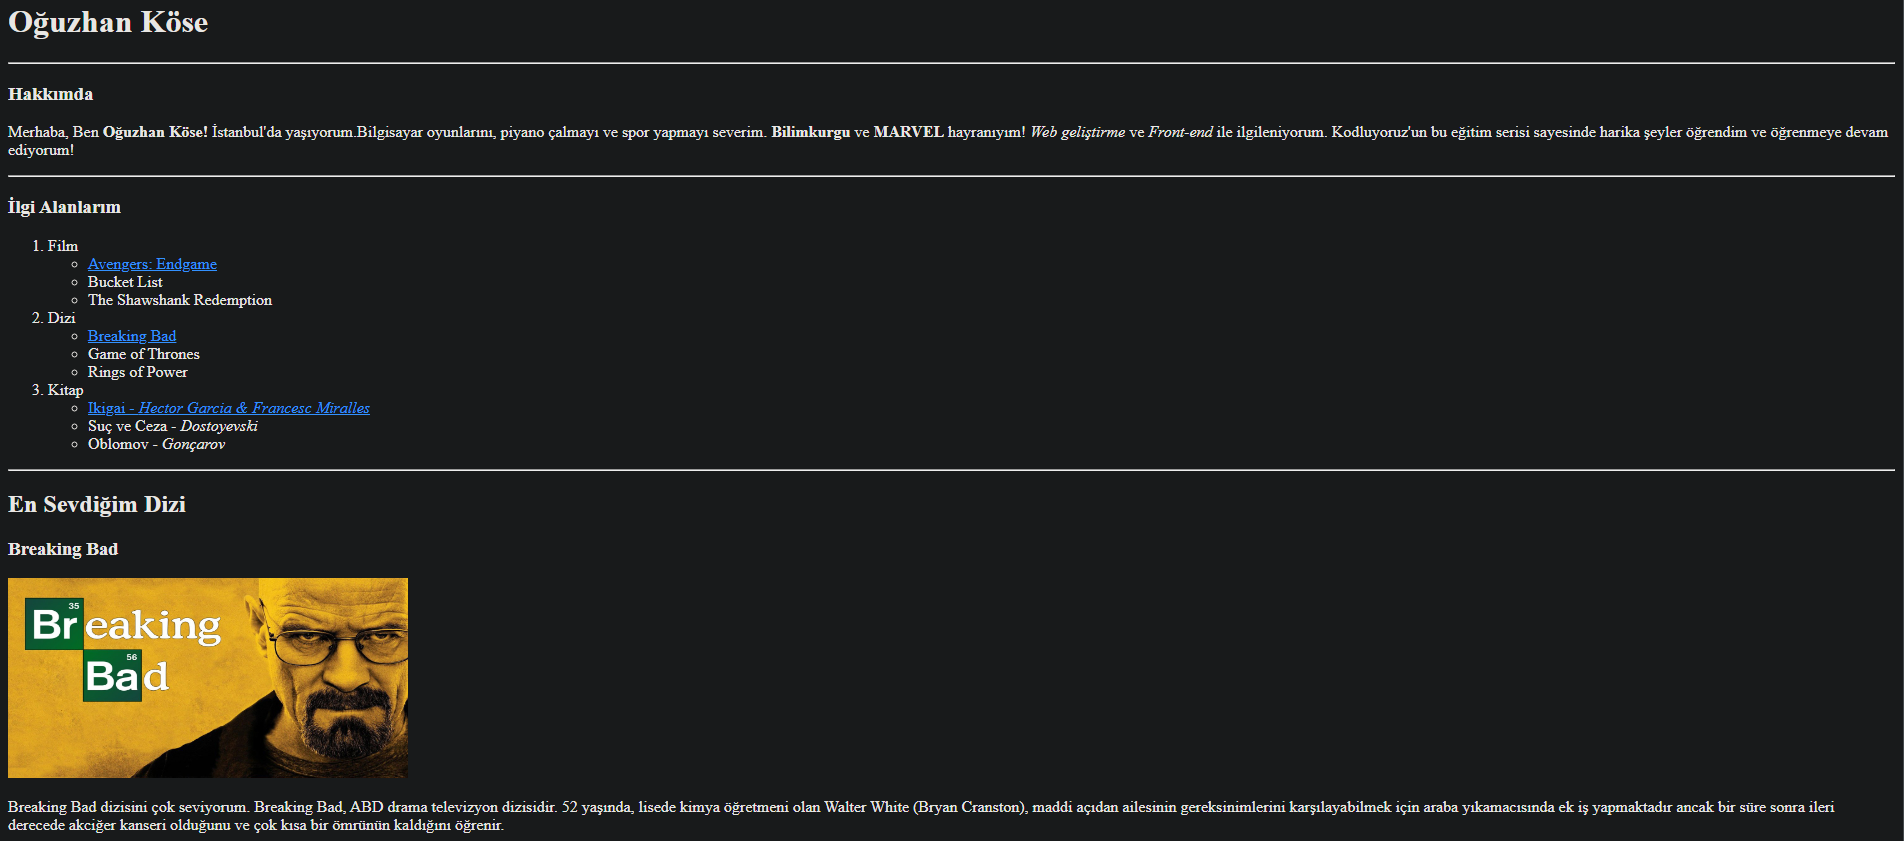 Oğuzhan Köse
Hakkımda
Merhaba, Ben Oğuzhan Köse! İstanbul'da yaşıyorum.Bilgisayar oyunlarını, piyano çalmayı ve spor yapmayı severim. Bilimkurgu ve MARVEL hayranıyım! Web geliştirme ve Front-end ile ilgileniyorum. Kodluyoruz'un bu eğitim serisi sayesinde harika şeyler öğrendim ve öğrenmeye devam
ediyorum!
İlgi Alanlarım
1. Film
Avengers: Endgame
Bucket List
The Shawshank Redemption
2. Dizi
Breaking Bad
Game of Thrones
Rings of Power
3. Kitap
Ikigai - Hector Garcia & Francesc Miralles
Suç ve Ceza - Dostoyevski
Oblomov - Gonçarov
En Sevdiğim Dizi
Breaking Bad
35
Breaking
56
Bad
Breaking Bad dizisini çok seviyorum. Breaking Bad, ABD drama televizyon dizisidir. 52 yaşında, lisede kimya öğretmeni olan Walter White (Bryan Cranston), maddi açıdan ailesinin gereksinimlerini karşılayabilmek için araba yıkamacısında ek iş yapmaktadır ancak bir süre sonra ileri
derecede akciğer kanseri olduğunu ve çok kısa bir ömrünün kaldığını öğrenir.